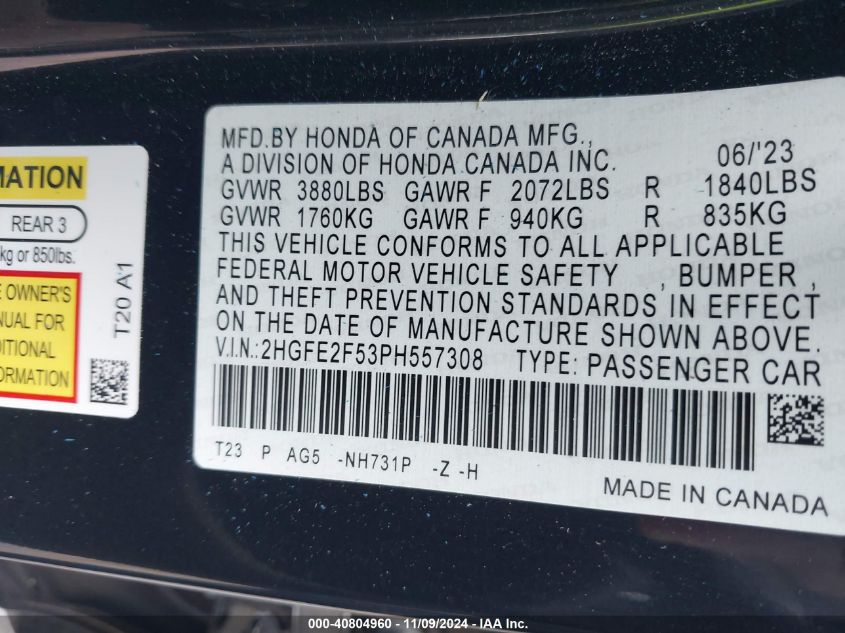 MATION
REAR 3
kg or 850lbs.
E OWNER'S
NUAL FOR
DITIONAL
FORMATION
T20 A1
MFD.BY HONDA OF CANADA MFG.,
A DIVISION OF HONDA CANADA INC. 06/'23
GVWR 3880LBS GAWR F 2072LBS R 1840LBS
GVWR 1760KG GAWR F 940KG R 835KG
THIS VEHICLE CONFORMS TO ALL APPLICABLE
FEDERAL MOTOR VEHICLE SAFETY , BUMPER ,
AND THEFT PREVENTION STANDARDS IN EFFECT
ON THE DATE OF MANUFACTURE SHOWN ABOVE.
V.I.N.:2HGFE2F53PH557308 TYPE: PASSENGER CAR
T23 P AG5 -NH731P -Z -H
MADE IN CANADA
000-40804960 - 11/09/2024 - IAA Inc.